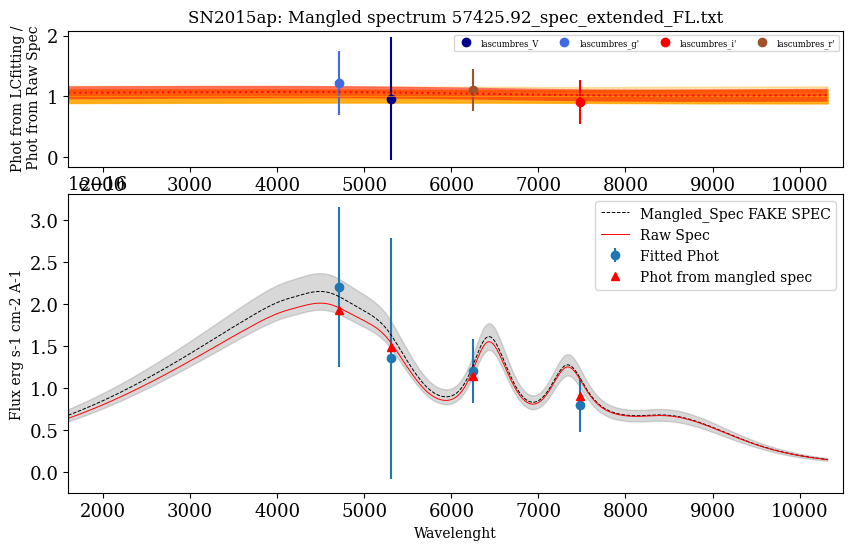 SN2015ap: Mangled spectrum 57425.92_spec_extended_FL.txt
Phot from LCfitting /
Phot from Raw Spec
2
1
0
lascumbres_V
lascumbres_g'
lascumbres_i'
lascumbres_r'
2000 3000 4000 5000 6000 7000 8000 9000 10000
Flux erg s-1 cm-2 A-1
3.0
2.5
2.0
1.5
1.0
0.5
0.0
Mangled_Spec FAKE SPEC
Raw Spec
Fitted Phot
Phot from mangled spec
2000 3000 4000 5000 6000 7000 8000 9000 10000
Wavelenght